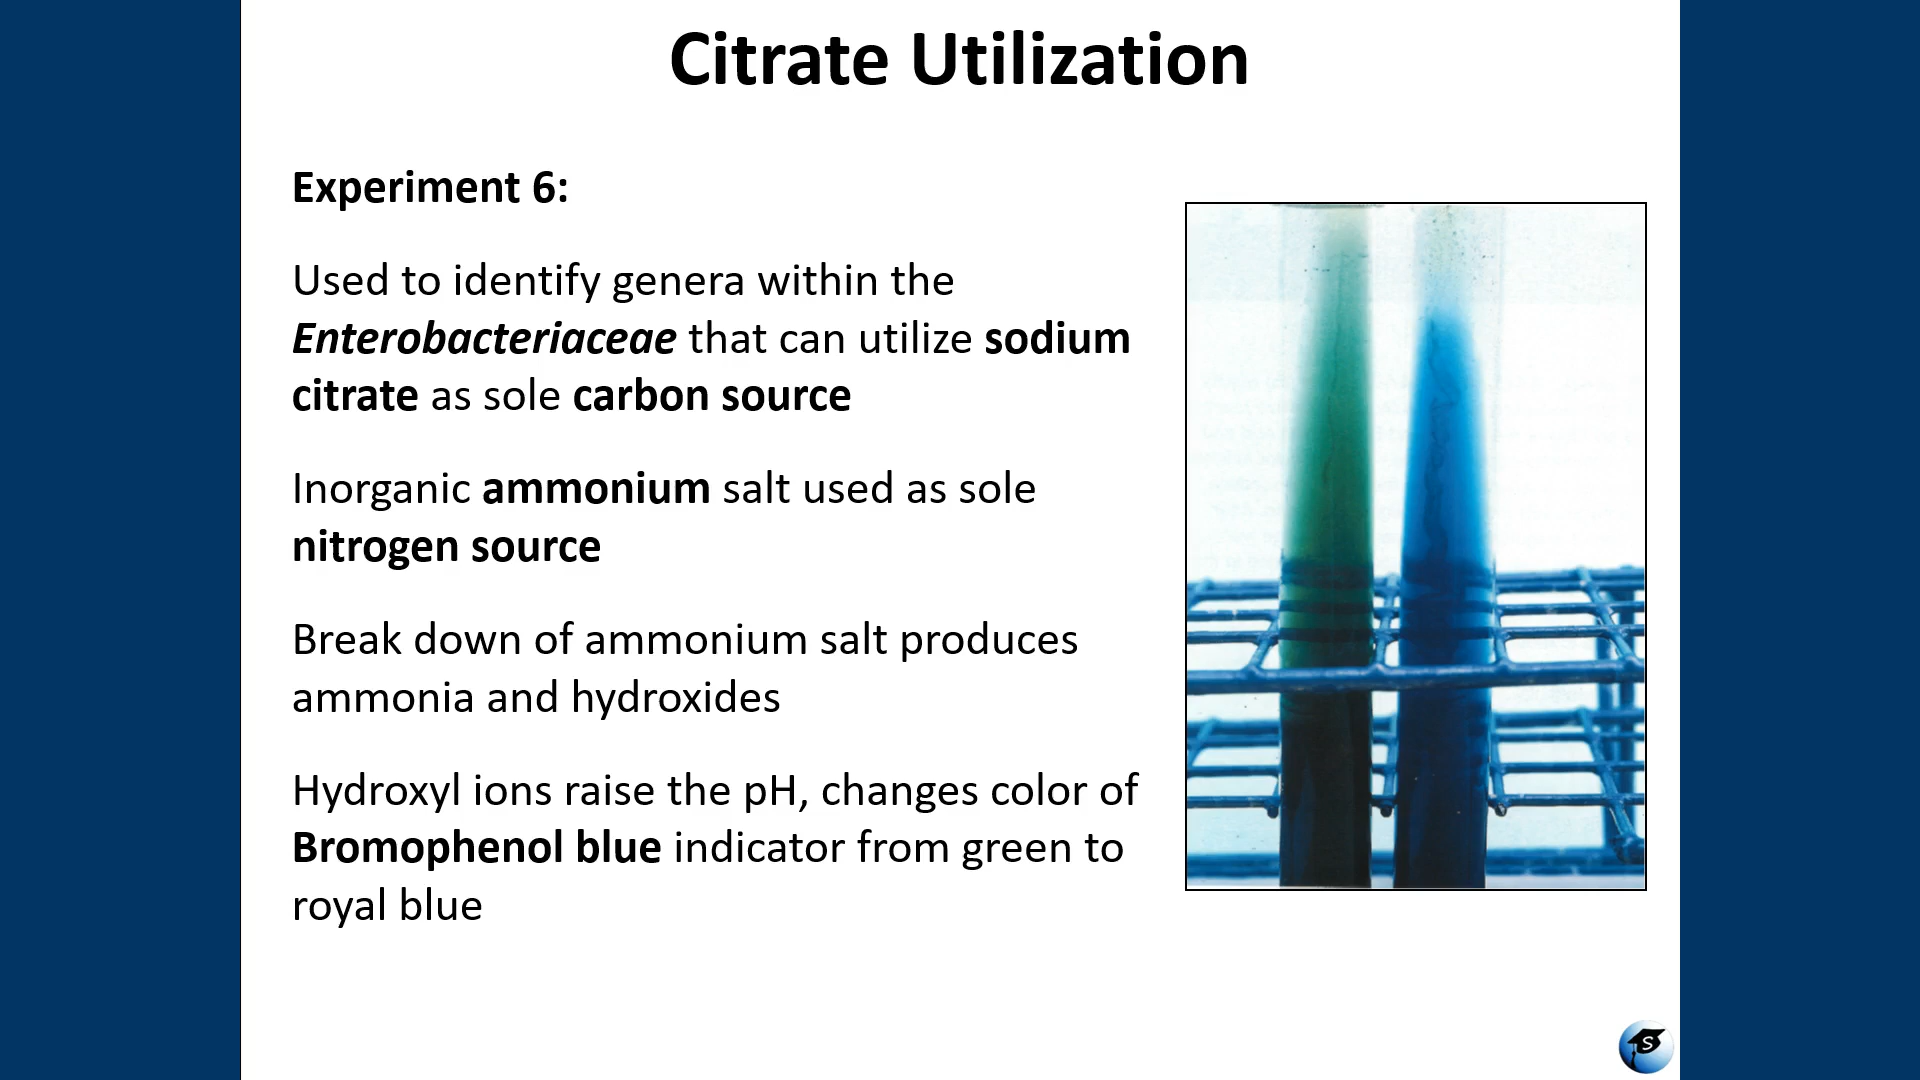 Citrate Utilization
Experiment 6:
Used to identify genera within the
Enterobacteriaceae that can utilize sodium
citrate as sole carbon source
Inorganic ammonium salt used as sole
nitrogen source
Break down of ammonium salt produces
ammonia and hydroxides
Hydroxyl ions raise the pH, changes color of
Bromophenol blue indicator from green to
royal blue
S